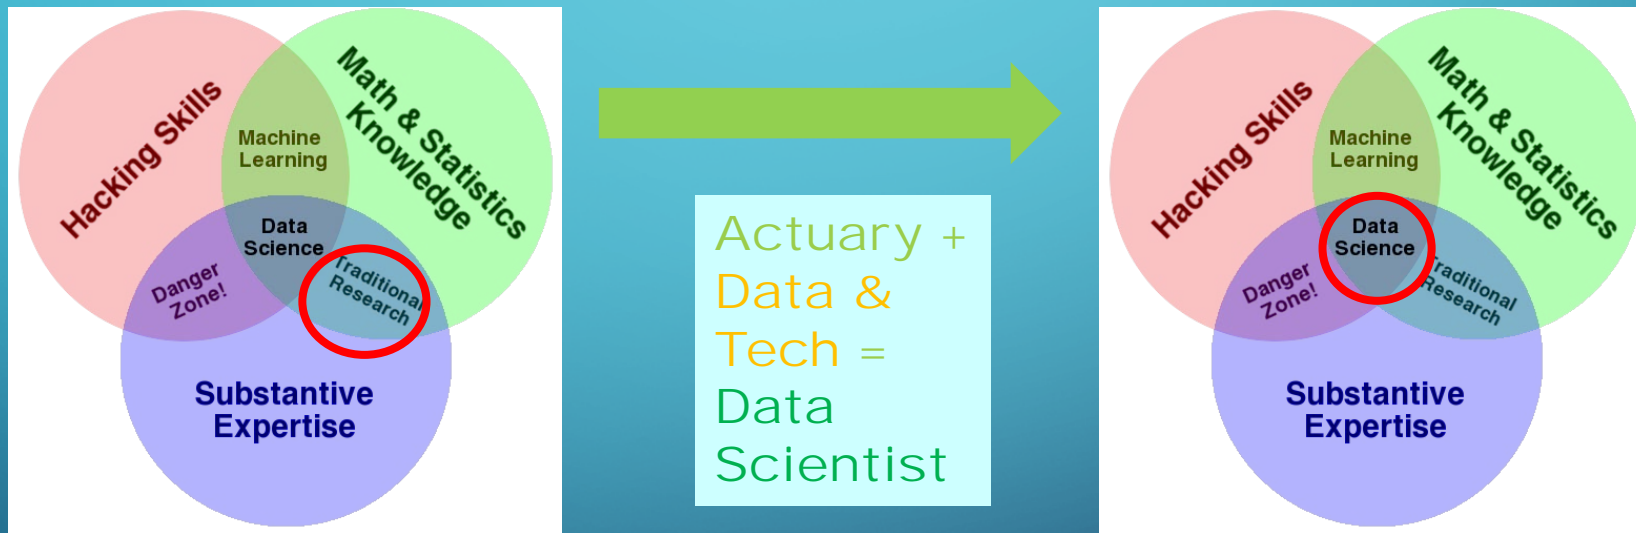 Hacking Skills
Math & Statistics
Knowledge
Machine
Learning
Data
Science
Danger
Zone!
Traditional
Research
Substantive
Expertise
Actuary +
Data &
Tech =
Data
Scientist
Hacking Skills
Math & Statistics
Knowledge
Machine
Learning
Data
Science
Danger
Zone!
Traditional
Research
Substantive
Expertise